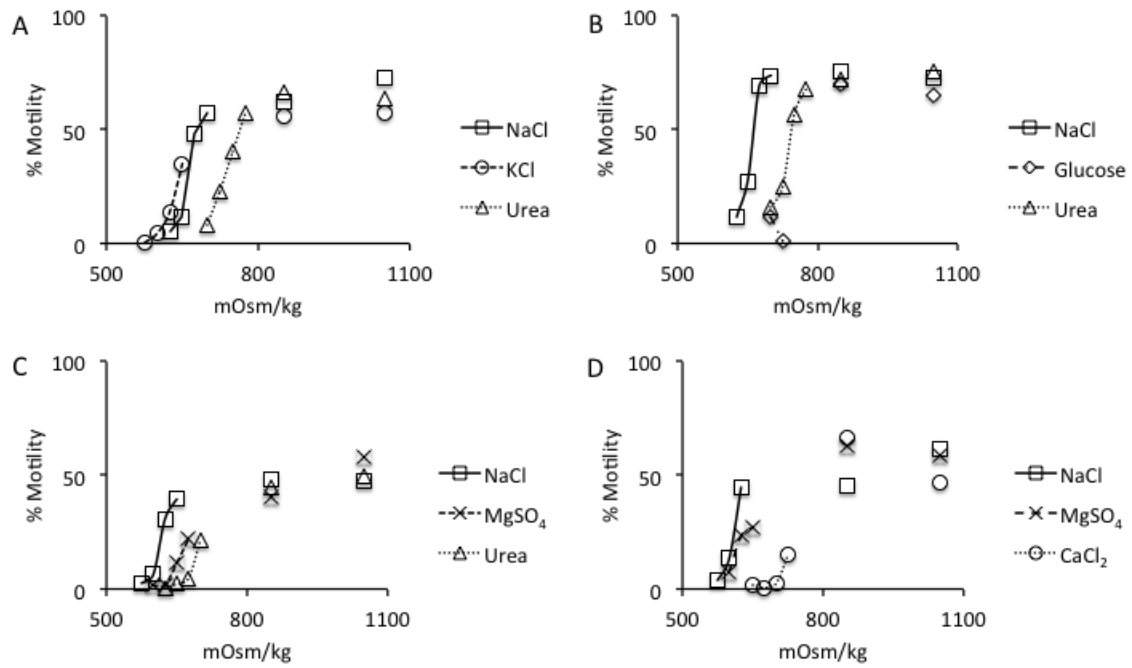 A
100
50
0
% Motility
500
800
1100
mOsm/kg
NaCl
KCl
Urea
B
100
50
0
% Motility
500
800
1100
mOsm/kg
NaCl
Glucose
Urea
C
100
50
0
% Motility
500
800
1100
mOsm/kg
NaCl
MgSO₄
Urea
D
100
50
0
% Motility
500
800
1100
mOsm/kg
NaCl
MgSO₄
CaCl₂